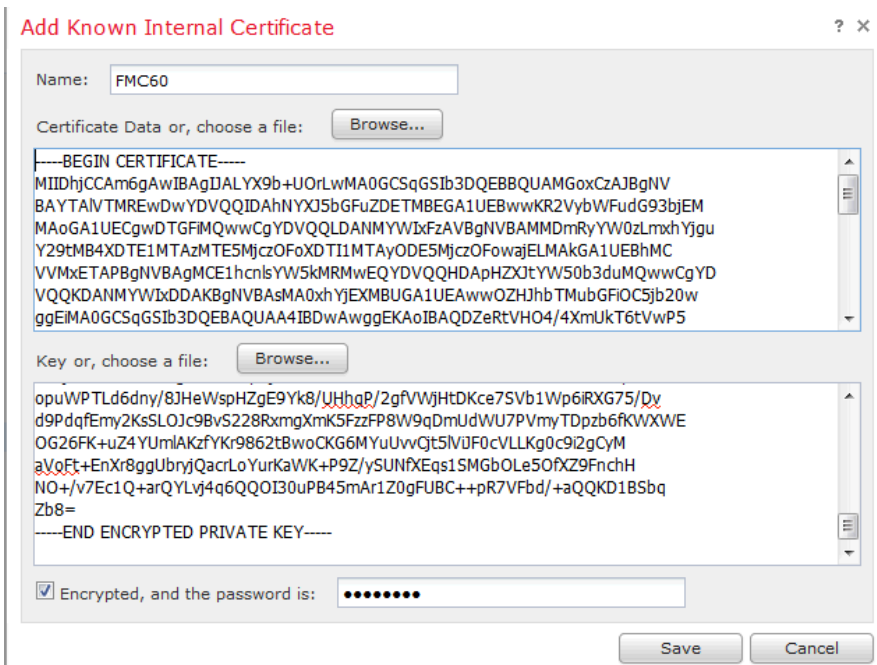 Add Known Internal Certificate ? ×
Name: FMC60
Certificate Data or, choose a file: Browse...
-----BEGIN CERTIFICATE-----
MIIDhjCCAm6gAwIBAgIJALYX9b+UOrLwMA0GCSqGSIb3DQEBBQUAMGoxCzAJBgNV
BAYTAlVTMREwDwYDVQQIDAhNYXJ5bGFuZDETMBEGA1UEBwwKR2VybWFudG93bjEM
MAoGA1UECgwDTGFiMQwwCgYDVQQLDANMYWIxFzAVBgNVBAMMDmRyYW0zLmxhYjgu
Y29tMB4XDTE1MTAzMTE5MjczOFoXDTI1MTAyODE5MjczOFowajELMAkGA1UEBhMC
VVMxETAPBgNVBAgMCE1hcnlsYW5kMRMwEQYDVQQHDApHZXJtYW50b3duMQwwCgYD
VQQKDANMYWIxDDAKBgNVBAsMA0xhYjEXMBUGA1UEAwwOZHJhbTMubGFiOC5jb20w
ggEiMA0GCSqGSIb3DQEBAQUAA4IBDwAwggEKAoIBAQDZeRtVHO4/4XmUkT6tVwP5
Key or, choose a file: Browse...
opuWPTLd6dny/8JHeWspHZgE9Yk8/UHhqP/2gfVWjHtDKce7SVb1Wp6iRXG75/Dv
d9PdqfEmy2KsSLOJc9BvS228RxmgXmK5FzzFP8W9qDmUdWU7PVmyTDpzb6fKWXWE
OG26FK+uZ4YUmlAKzfYKr9862tBwoCKG6MYuUvvCjt5lViJF0cVLLKg0c9i2gCyM
aVoFt+EnXr8ggUbryjQacrLoYurKaWK+P9Z/ySUNfXEqs1SMGbOLe5OfXZ9FnchH
NO+/v7Ec1Q+arQYLvj4q6QQOI30uPB45mAr1Z0gFUBC++pR7VFbd/+aQQKD1BSbq
Zb8=
-----END ENCRYPTED PRIVATE KEY-----
Encrypted, and the password is: ••••••••
Save Cancel